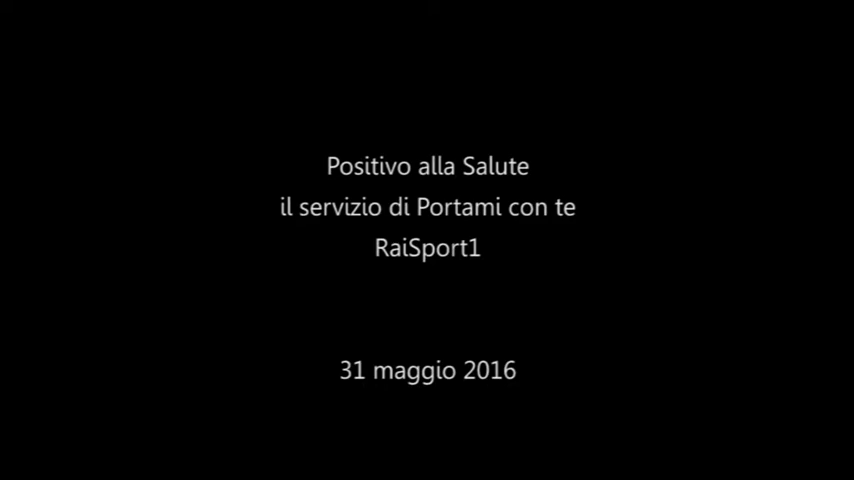 Positivo alla Salute
il servizio di Portami con te
RaiSport1
31 maggio 2016